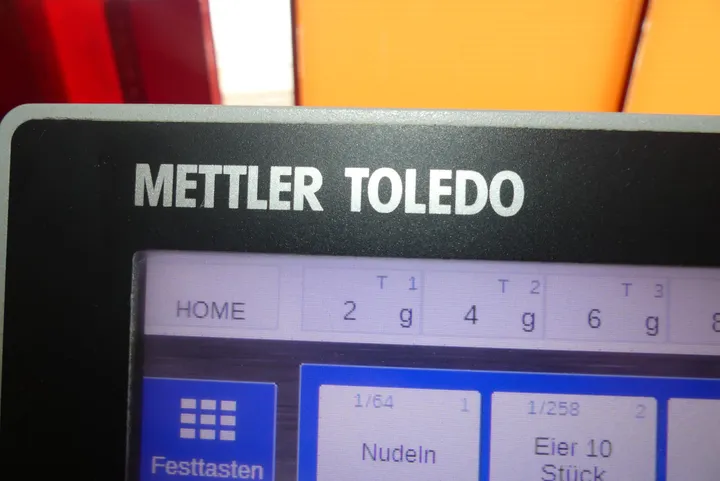 METTLER TOLEDO
T 1 T 2 T 3
HOME 2 g 4 g 6 g 8
1/64 1 1/258 2
Nudeln Eier 10
Stück
Festtasten